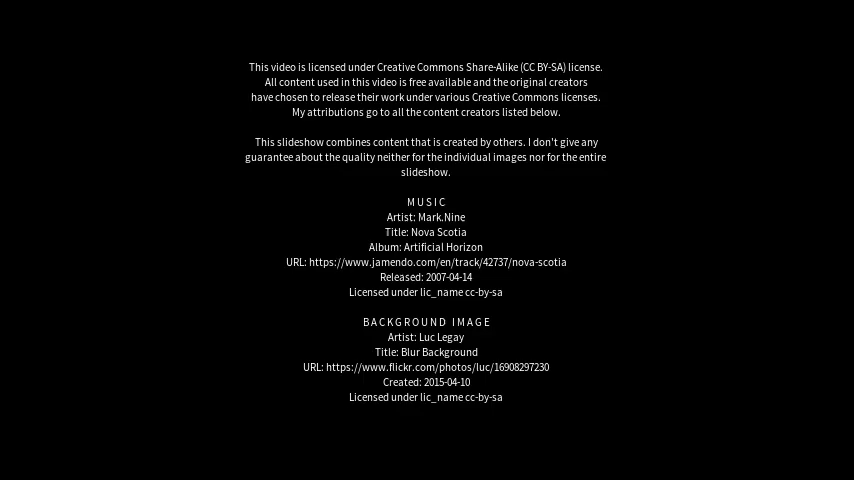 This video is licensed under Creative Commons Share-Alike (CC BY-SA) license.
All content used in this video is free available and the original creators
have chosen to release their work under various Creative Commons licenses.
My attributions go to all the content creators listed below.
This slideshow combines content that is created by others. I don't give any
guarantee about the quality neither for the individual images nor for the entire
slideshow.
MUSIC
Artist: Mark.Nine
Title: Nova Scotia
Album: Artificial Horizon
URL: https://www.jamendo.com/en/track/42737/nova-scotia
Released: 2007-04-14
Licensed under lic_name cc-by-sa
BACKGROUND IMAGE
Artist: Luc Legay
Title: Blur Background
URL: https://www.flickr.com/photos/luc/16908297230
Created: 2015-04-10
Licensed under lic_name cc-by-sa